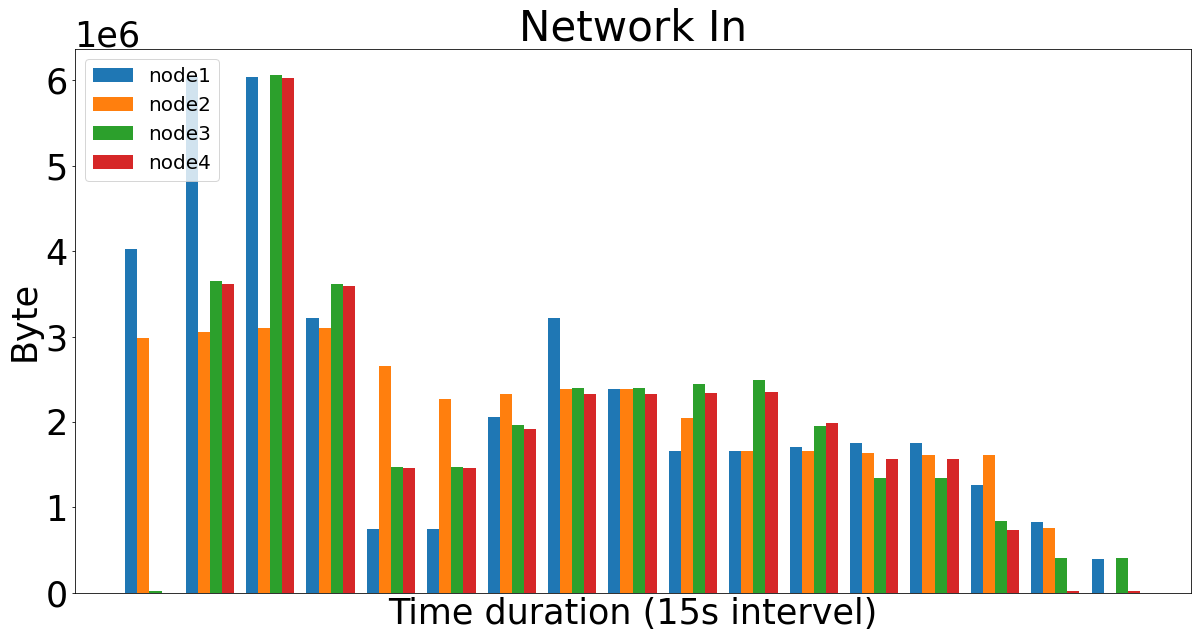 Network In
1e6
6
5
4
3
2
1
0
Byte
node1
node2
node3
node4
Time duration (15s intervel)